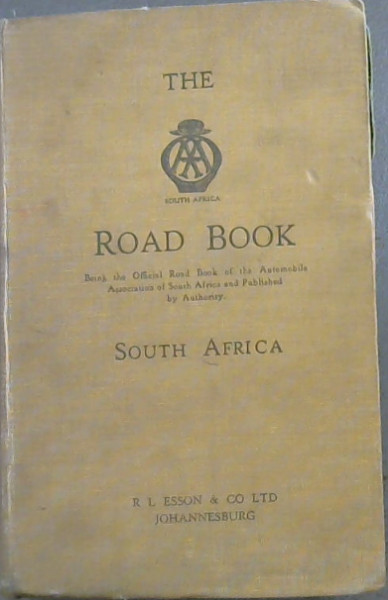 THE
AA
SOUTH AFRICA
ROAD BOOK
Being the Official Road Book of the Automobile
Association of South Africa and Published
by Authority.
SOUTH AFRICA
R L ESSON & CO LTD
JOHANNESBURG